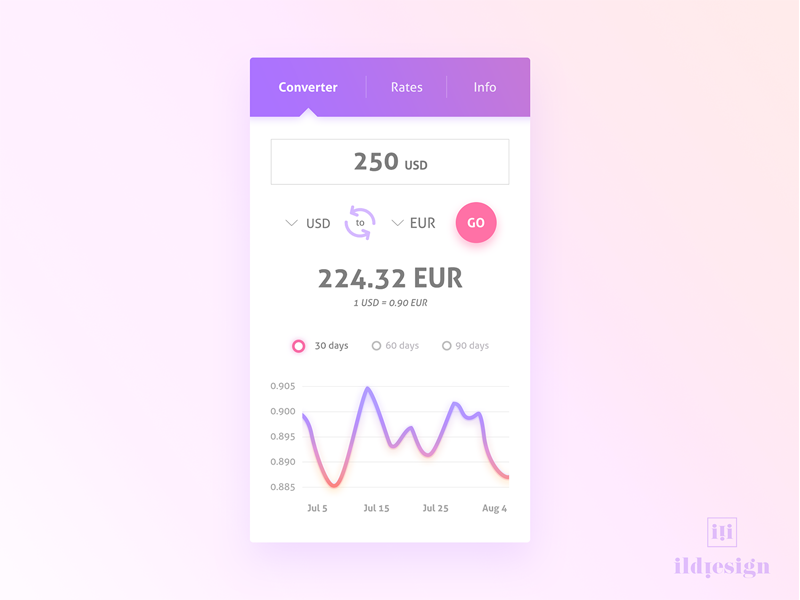 Converter Rates Info
250 USD
USD to EUR GO
224.32 EUR
1 USD = 0.90 EUR
30 days 60 days 90 days
0.905
0.900
0.895
0.890
0.885
Jul 5 Jul 15 Jul 25 Aug 4
ili
ildiesign